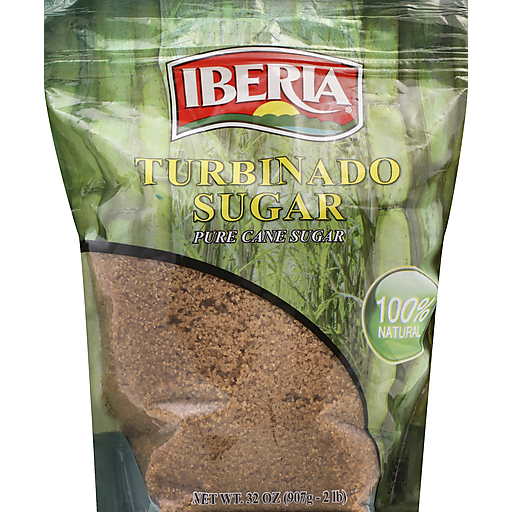 IBERIA
®
TURBINADO
SUGAR
PURE CANE SUGAR
100%
NATURAL
NET WT. 32 OZ (907g - 2 lb)